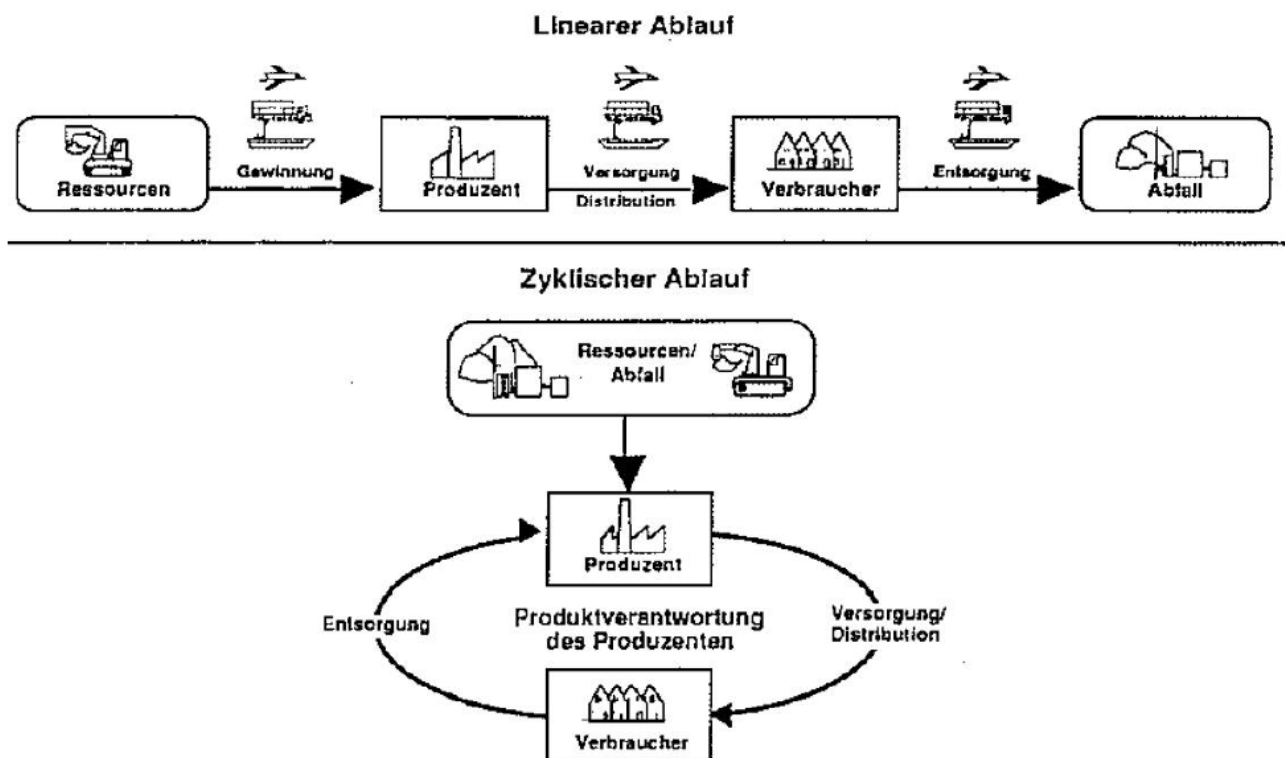 Linearer Ablauf
Gewinnung
Versorgung
Entsorgung
Ressourcen
Produzent
Distribution
Verbraucher
Abfall
Zyklischer Ablauf
Ressourcen/
Abfall
Produzent
Entsorgung
Produktverantwortung
des Produzenten
Versorgung/
Distribution
Verbraucher